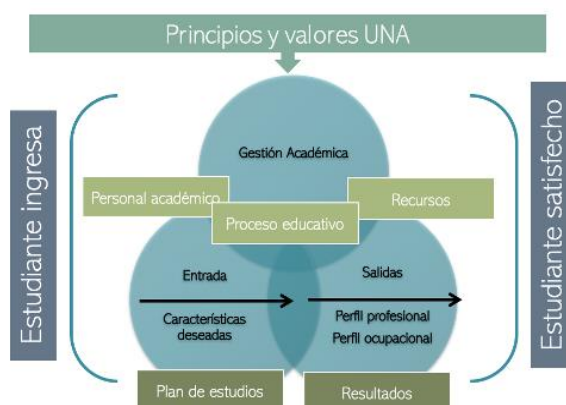 Principios y valores UNA
Estudiante ingresa
Gestión Académica
Personal académico
Recursos
Proceso educativo
Entrada
Características
deseadas
Salidas
Perfil profesional
Perfil ocupacional
Plan de estudios
Resultados
Estudiante satisfecho